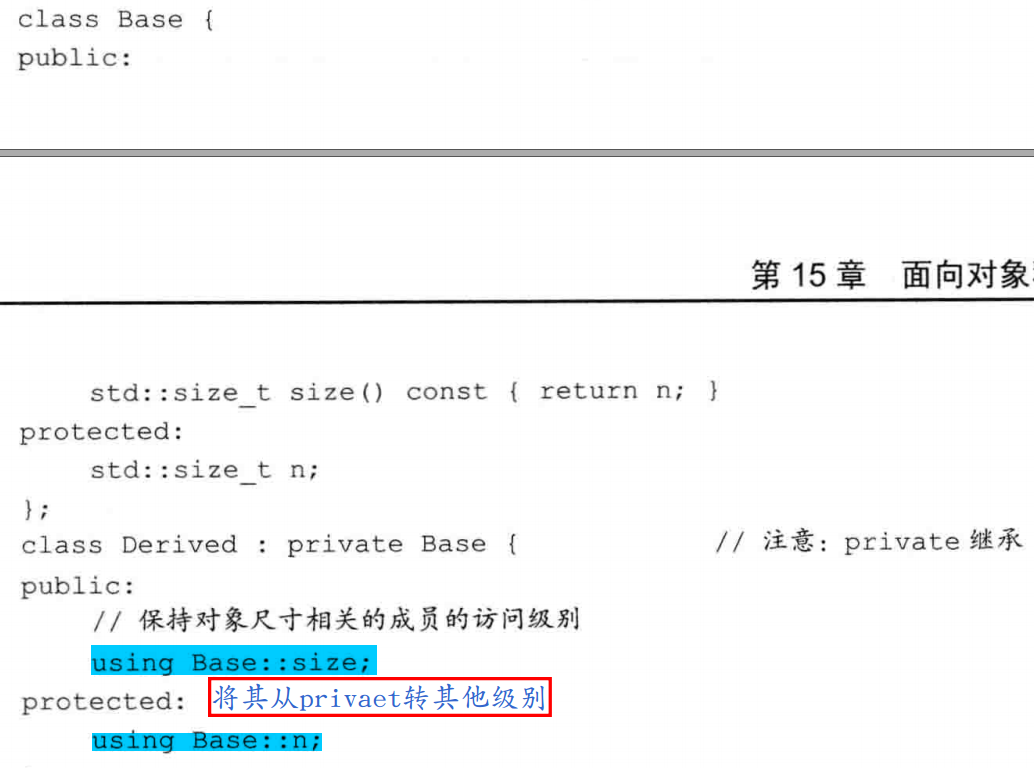 class Base {
public:
第 15 章 面向对象
std::size_t size() const { return n; }
protected:
std::size_t n;
};
class Derived : private Base { // 注意：private 继承
public:
// 保持对象尺寸相关的成员的访问级别
using Base::size;
protected: 将其从privaet转其他级别
using Base::n;